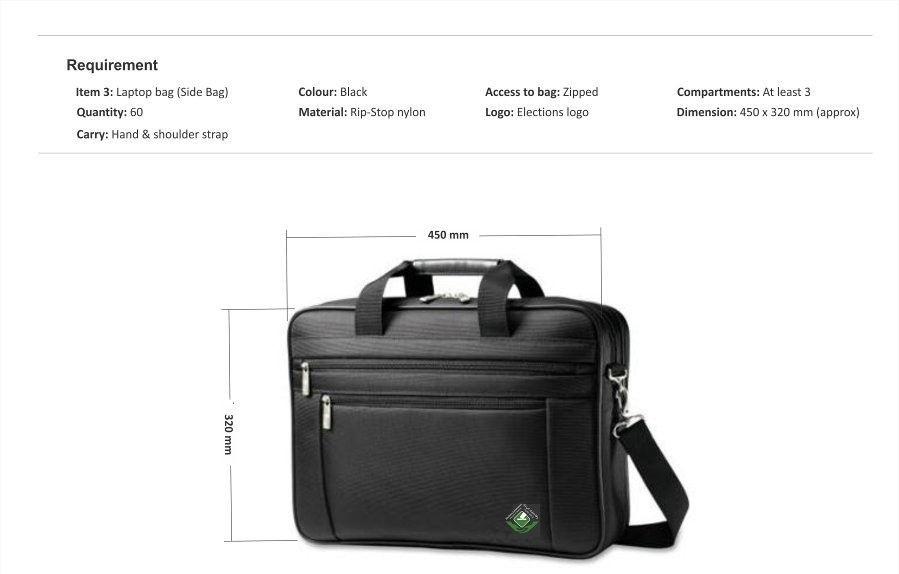 Requirement
Item 3: Laptop bag (Side Bag) Colour: Black Access to bag: Zipped Compartments: At least 3
Quantity: 60 Material: Rip-Stop nylon Logo: Elections logo Dimension: 450 x 320 mm (approx)
Carry: Hand & shoulder strap
450 mm
320 mm